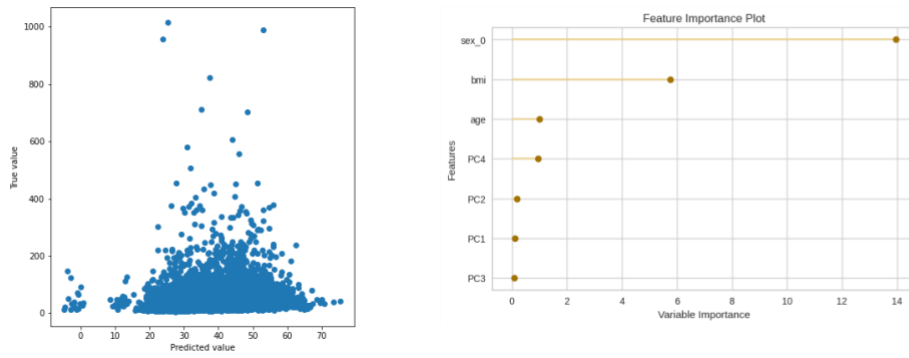 True value
1000
800
600
400
200
0
0 10 20 30 40 50 60 70
Predicted value
Feature Importance Plot
Features
sex_0
bmi
age
PC4
PC2
PC1
PC3
0 2 4 6 8 10 12 14
Variable Importance